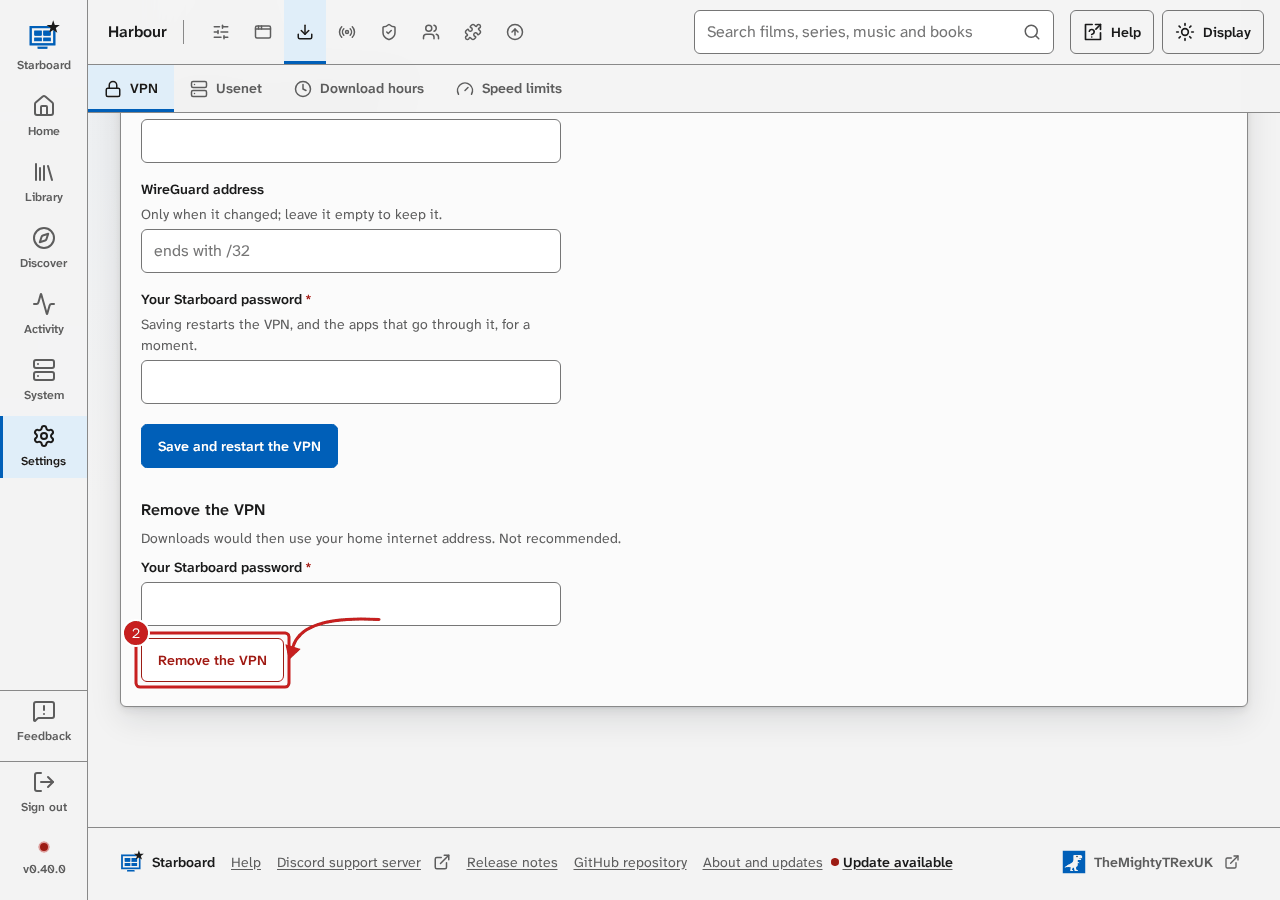 Starboard
Home
Library
Discover
Activity
System
Settings
Feedback
Sign out
v0.40.0
Harbour
Search films, series, music and books
Help
Display
VPN
Usenet
Download hours
Speed limits
WireGuard address
Only when it changed; leave it empty to keep it.
ends with /32
Your Starboard password *
Saving restarts the VPN, and the apps that go through it, for a
moment.
Save and restart the VPN
Remove the VPN
Downloads would then use your home internet address. Not recommended.
Your Starboard password *
2
Remove the VPN
Starboard
Help
Discord support server
Release notes
GitHub repository
About and updates
Update available
TheMightyTRexUK